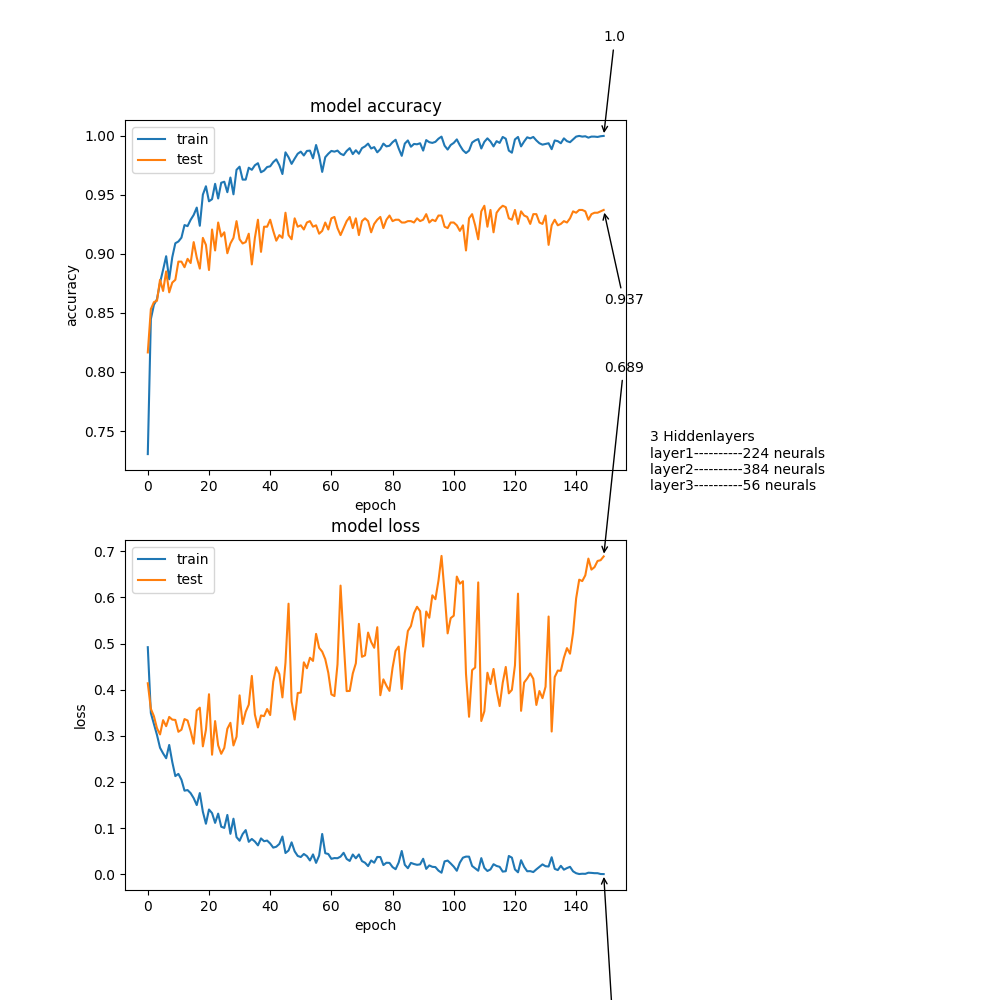 1.0
model accuracy
train
test
1.00
0.95
0.90
0.85
0.80
0.75
accuracy
0 20 40 60 80 100 120 140
epoch
0.937
0.689
3 Hiddenlayers
layer1----------224 neurals
layer2----------384 neurals
layer3----------56 neurals
model loss
train
test
0.7
0.6
0.5
0.4
0.3
0.2
0.1
0.0
loss
0 20 40 60 80 100 120 140
epoch